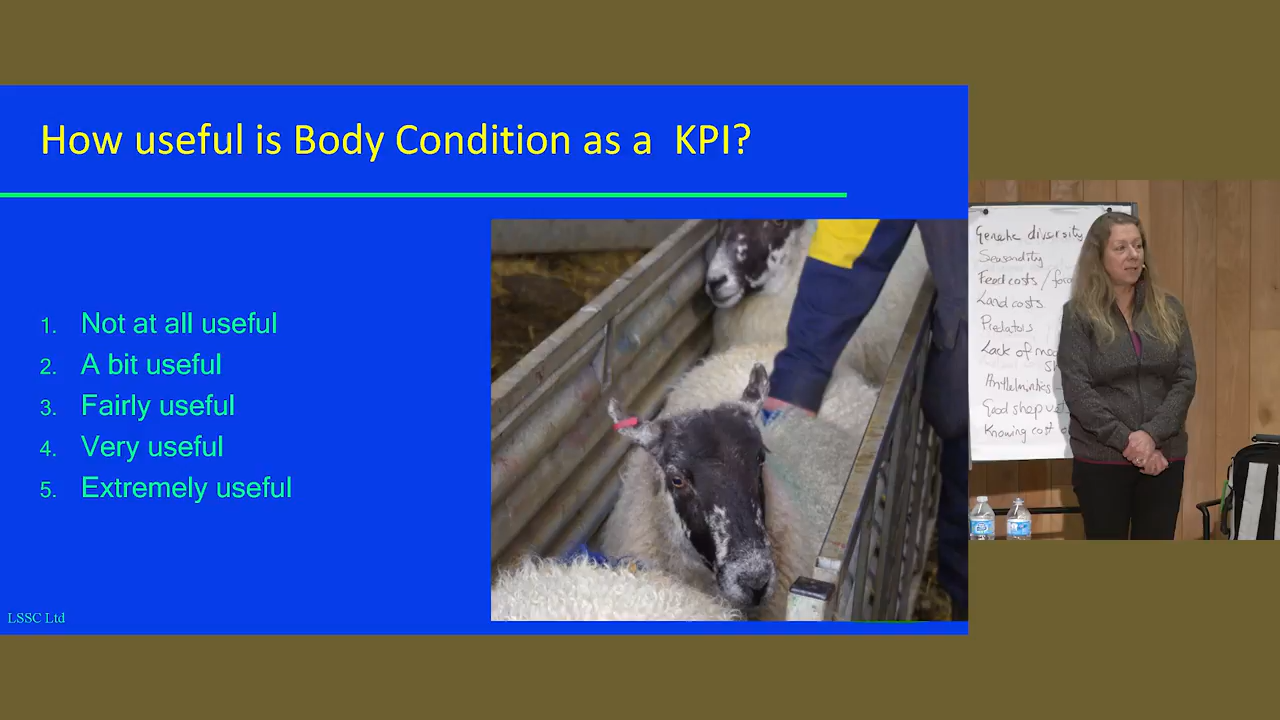 How useful is Body Condition as a KPI?
1. Not at all useful
2. A bit useful
3. Fairly useful
4. Very useful
5. Extremely useful
LSSC Ltd
Genetic diversity
Seasonality
Feed costs /
Land costs
Predators
Lack of
Anthelmintics
Good shep
Knowing cost